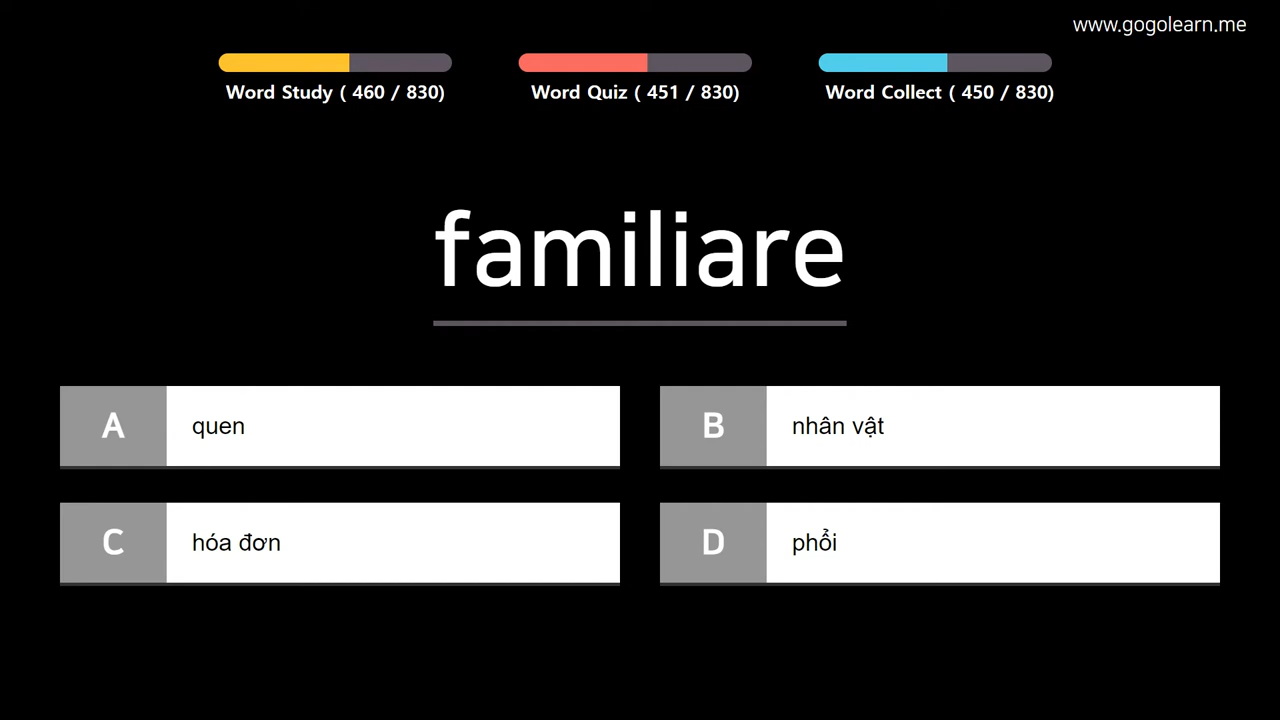 www.gogolearn.me
Word Study ( 460 / 830)
Word Quiz ( 451 / 830)
Word Collect ( 450 / 830)
familiare
A quen
B nhân vật
C hóa đơn
D phổi